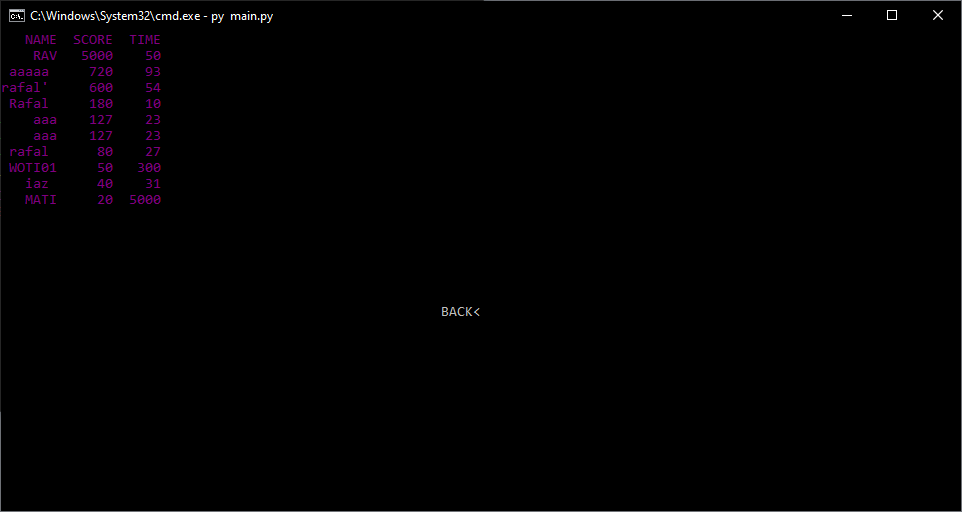 C:\Windows\System32\cmd.exe - py main.py
NAME SCORE TIME
RAV 5000 50
aaaaa 720 93
rafal' 600 54
Rafal 180 10
aaa 127 23
aaa 127 23
rafal 80 27
WOTI01 50 300
iaz 40 31
MATI 20 5000
BACK<